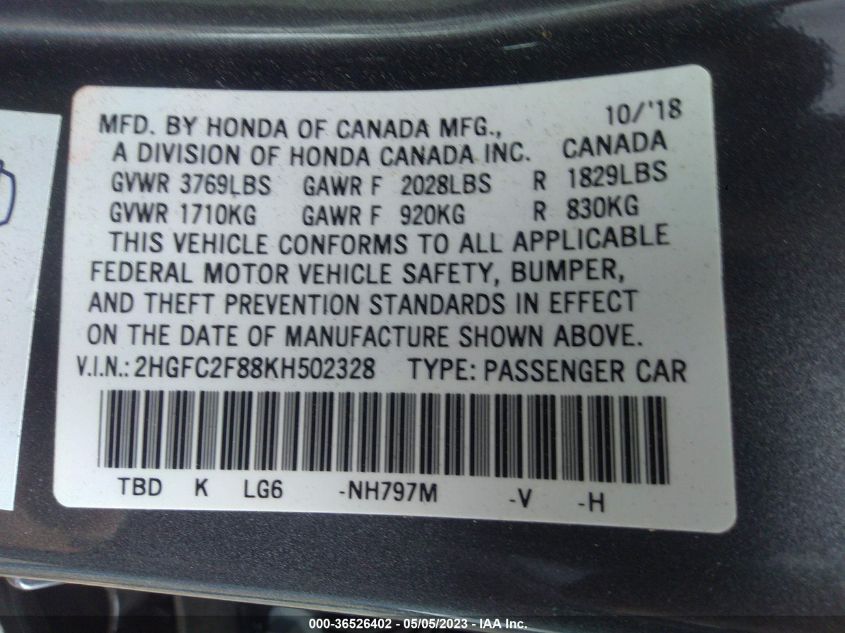 10/'18
MFD. BY HONDA OF CANADA MFG.,
A DIVISION OF HONDA CANADA INC. CANADA
GVWR 3769LBS GAWR F 2028LBS R 1829LBS
GVWR 1710KG GAWR F 920KG R 830KG
THIS VEHICLE CONFORMS TO ALL APPLICABLE
FEDERAL MOTOR VEHICLE SAFETY, BUMPER,
AND THEFT PREVENTION STANDARDS IN EFFECT
ON THE DATE OF MANUFACTURE SHOWN ABOVE.
V.I.N.: 2HGFC2F88KH502328 TYPE: PASSENGER CAR
TBD K LG6 -NH797M -V -H
000-36526402 - 05/05/2023 - IAA Inc.